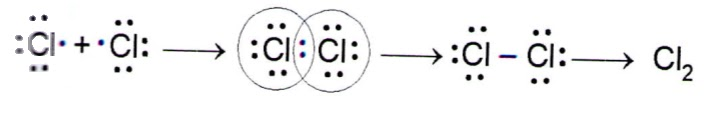 :Cl· + ·Cl: ⟶ :Cl:Cl: ⟶ :Cl – Cl: ⟶ Cl₂